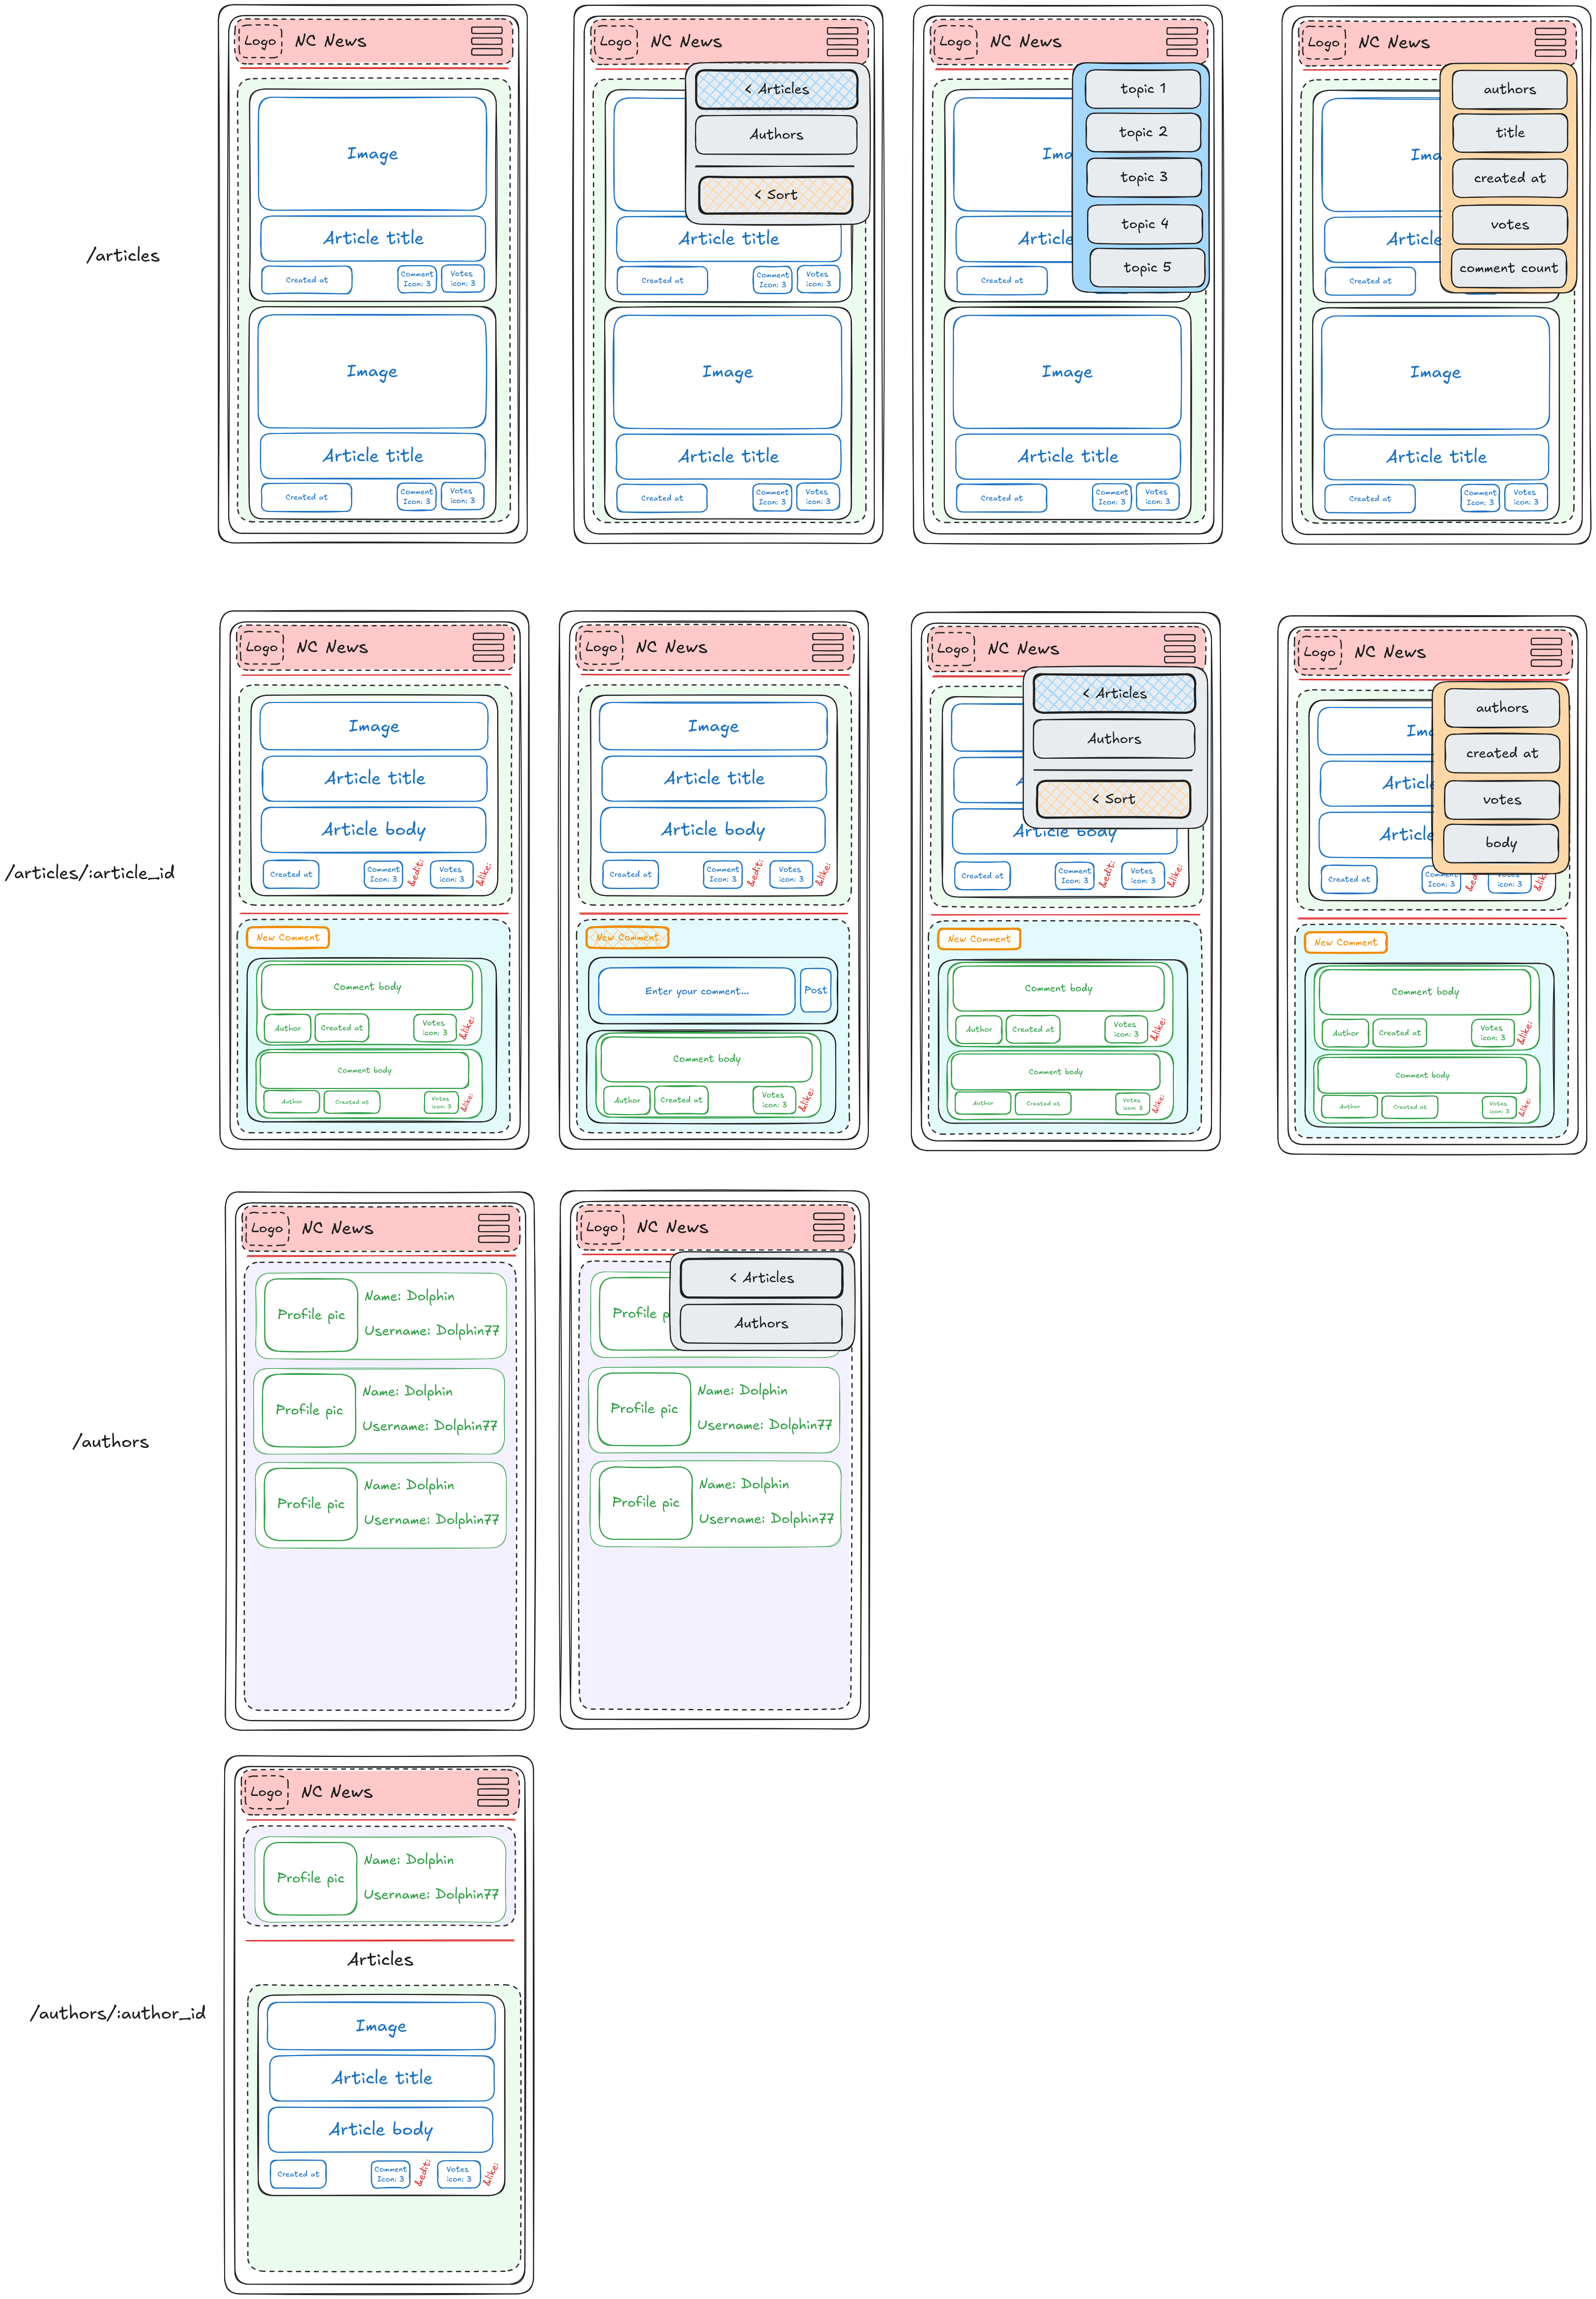 /articles
Logo
NC News
Image
Article title
Created at
Comment
Icon: 3
Votes
icon: 3
Image
Article title
Created at
Comment
Icon: 3
Votes
icon: 3
Logo
NC News
< Articles
Authors
< Sort
Article title
Created at
Comment
Icon: 3
Votes
icon: 3
Image
Article title
Created at
Comment
Icon: 3
Votes
icon: 3
Logo
NC News
topic 1
topic 2
topic 3
topic 4
topic 5
Ima
Article
Created at
Image
Article title
Created at
Comment
Icon: 3
Votes
icon: 3
Logo
NC News
authors
title
created at
votes
comment count
Ima
Article
Created at
Image
Article title
Created at
Comment
Icon: 3
Votes
icon: 3
/articles/:article_id
Logo
NC News
Image
Article title
Article body
Created at
Comment
Icon: 3
&edit:
Votes
icon: 3
&like:
New Comment
Comment body
Author
Created at
Votes
icon: 3
&like:
Comment body
Author
Created at
Votes
icon: 3
&like:
Logo
NC News
Image
Article title
Article body
Created at
Comment
Icon: 3
&edit:
Votes
icon: 3
&like:
New Comment
Enter your comment...
Post
Comment body
Author
Created at
Votes
icon: 3
&like:
Logo
NC News
< Articles
Authors
< Sort
Article body
Created at
Comment
Icon: 3
&edit:
Votes
icon: 3
&like:
New Comment
Comment body
Author
Created at
Votes
icon: 3
&like:
Comment body
Author
Created at
Votes
icon: 3
&like:
Logo
NC News
authors
created at
votes
body
Ima
Article
Article
Created at
Comment
Icon: 3
Votes
icon: 3
New Comment
Comment body
Author
Created at
Votes
icon: 3
&like:
Comment body
Author
Created at
Votes
icon: 3
&like:
/authors
Logo
NC News
Profile pic
Name: Dolphin
Username: Dolphin77
Profile pic
Name: Dolphin
Username: Dolphin77
Profile pic
Name: Dolphin
Username: Dolphin77
Logo
NC News
< Articles
Authors
Profile p
Profile pic
Name: Dolphin
Username: Dolphin77
Profile pic
Name: Dolphin
Username: Dolphin77
/authors/:author_id
Logo
NC News
Profile pic
Name: Dolphin
Username: Dolphin77
Articles
Image
Article title
Article body
Created at
Comment
Icon: 3
&edit:
Votes
icon: 3
&like: